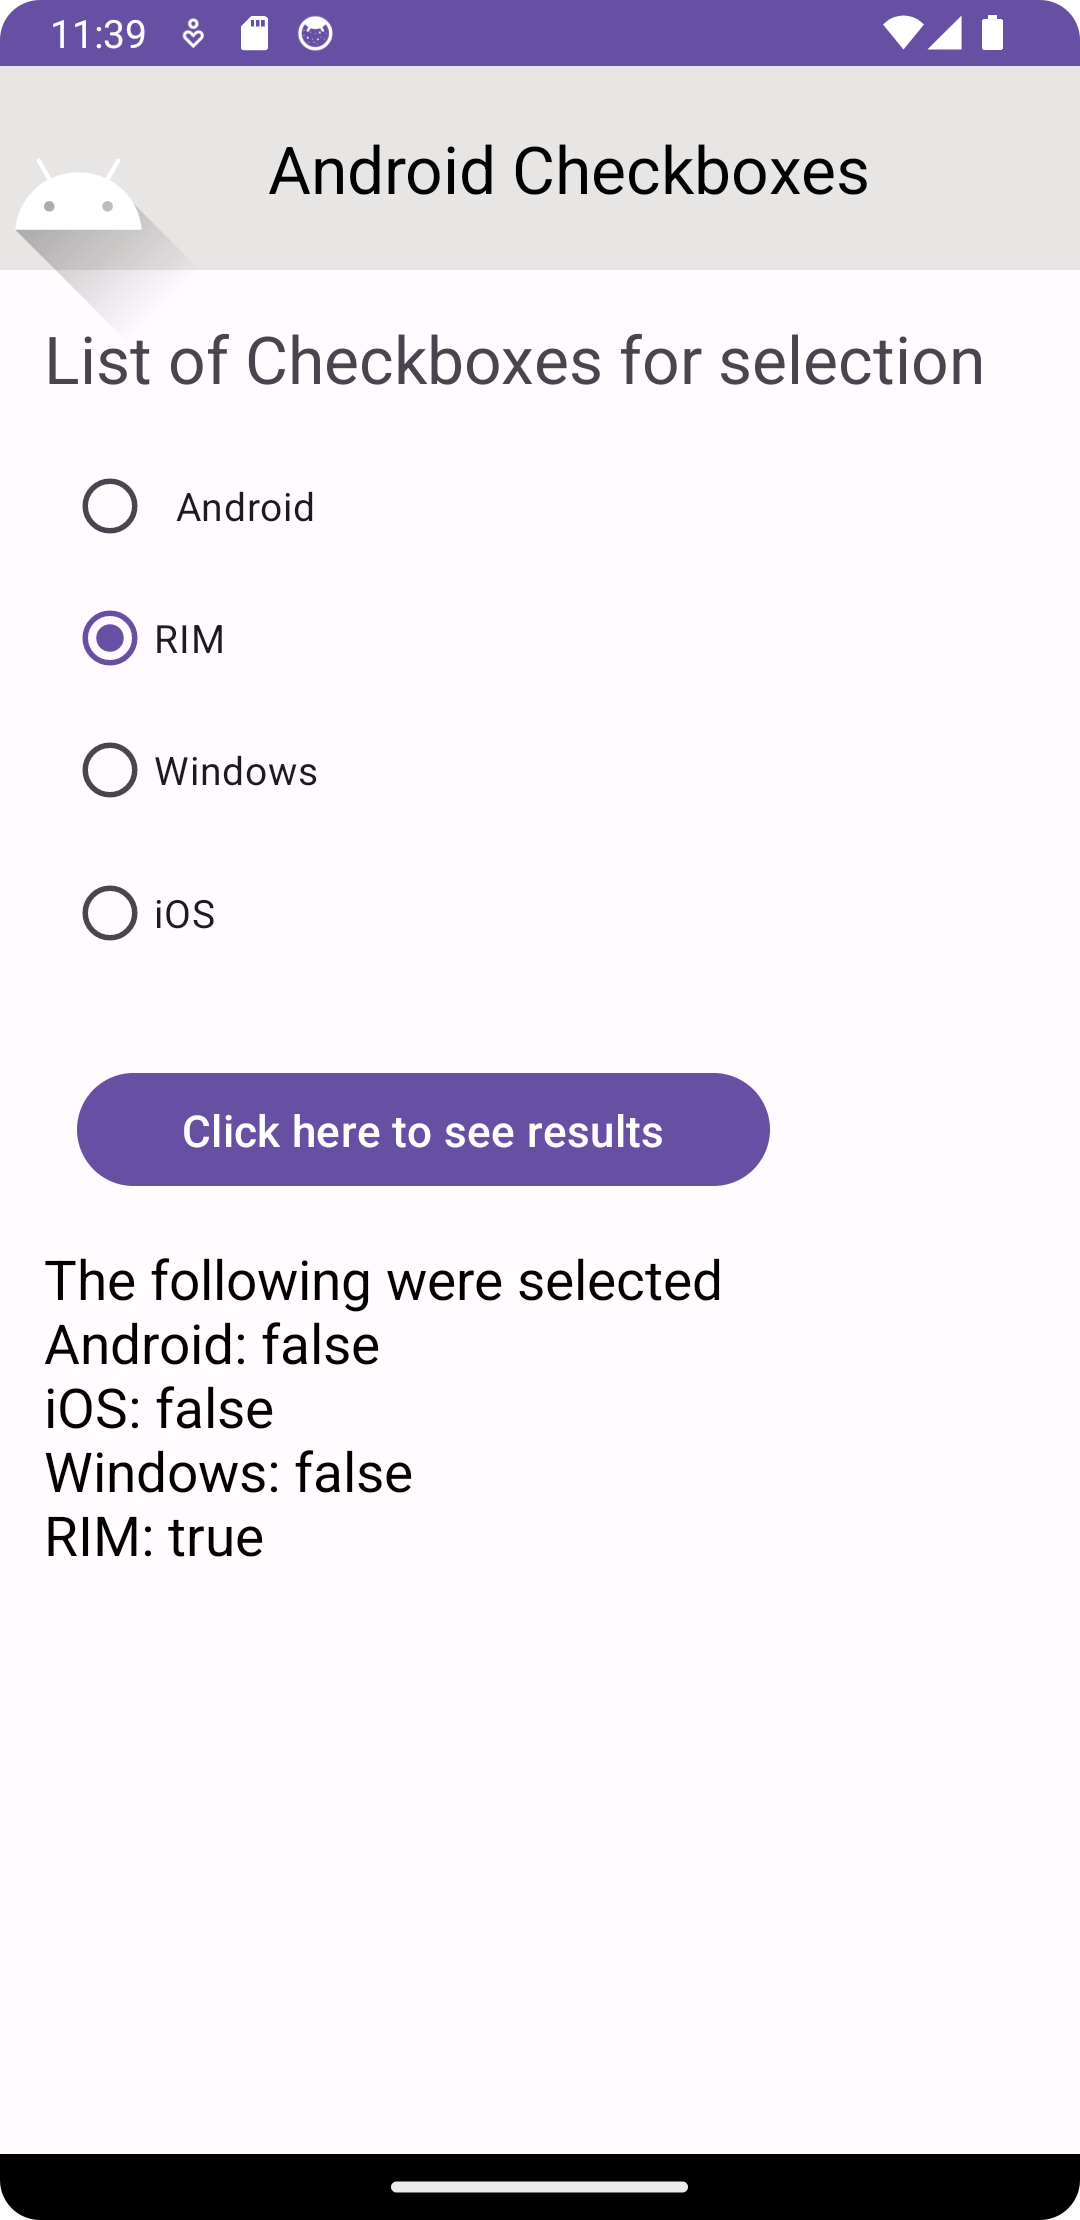 11:39
Android Checkboxes
List of Checkboxes for selection
Android
RIM
Windows
iOS
Click here to see results
The following were selected
Android: false
iOS: false
Windows: false
RIM: true